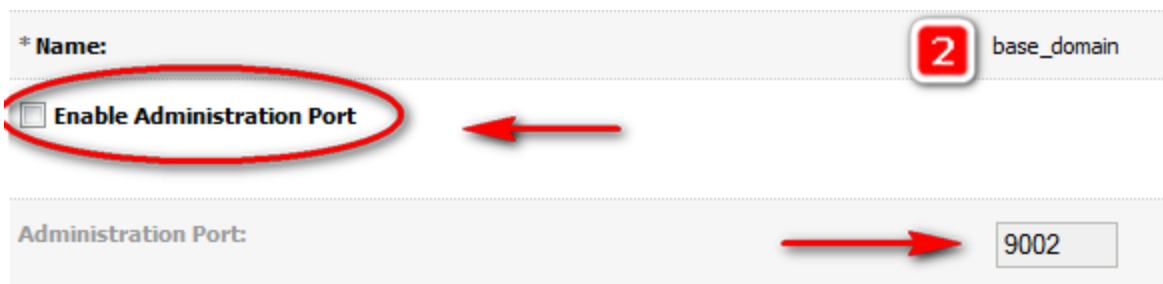 * Name: 2 base_domain
Enable Administration Port
Administration Port: 9002